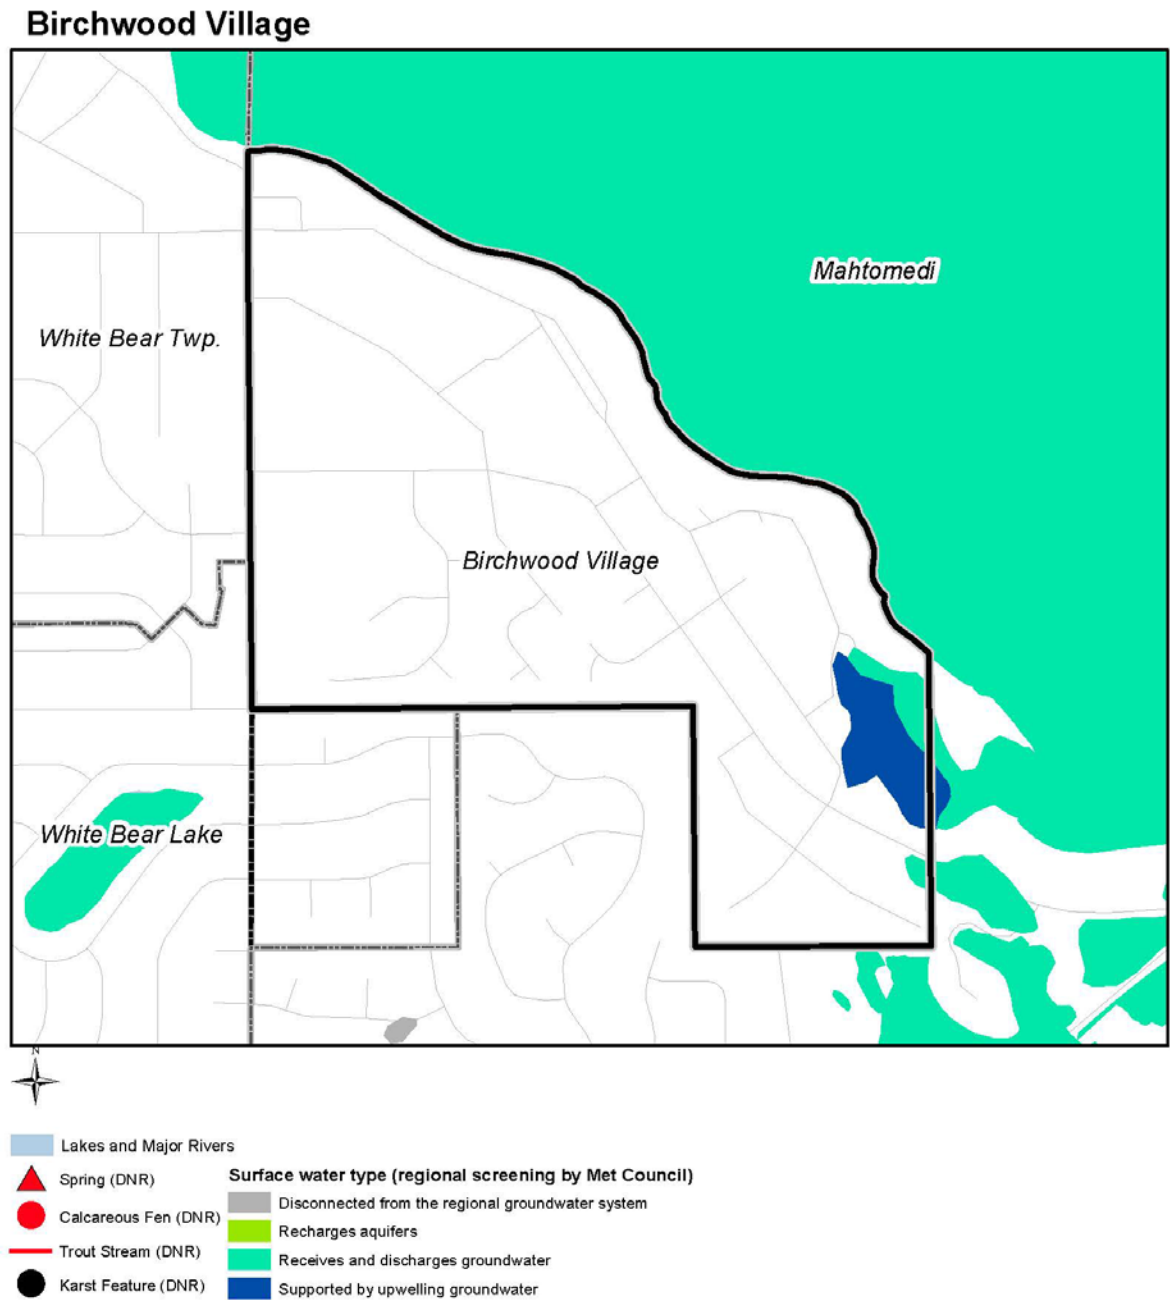 Birchwood Village
Mahtomedi
White Bear Twp.
Birchwood Village
White Bear Lake
N
Lakes and Major Rivers
Spring (DNR)
Calcareous Fen (DNR)
Trout Stream (DNR)
Karst Feature (DNR)
Surface water type (regional screening by Met Council)
Disconnected from the regional groundwater system
Recharges aquifers
Receives and discharges groundwater
Supported by upwelling groundwater